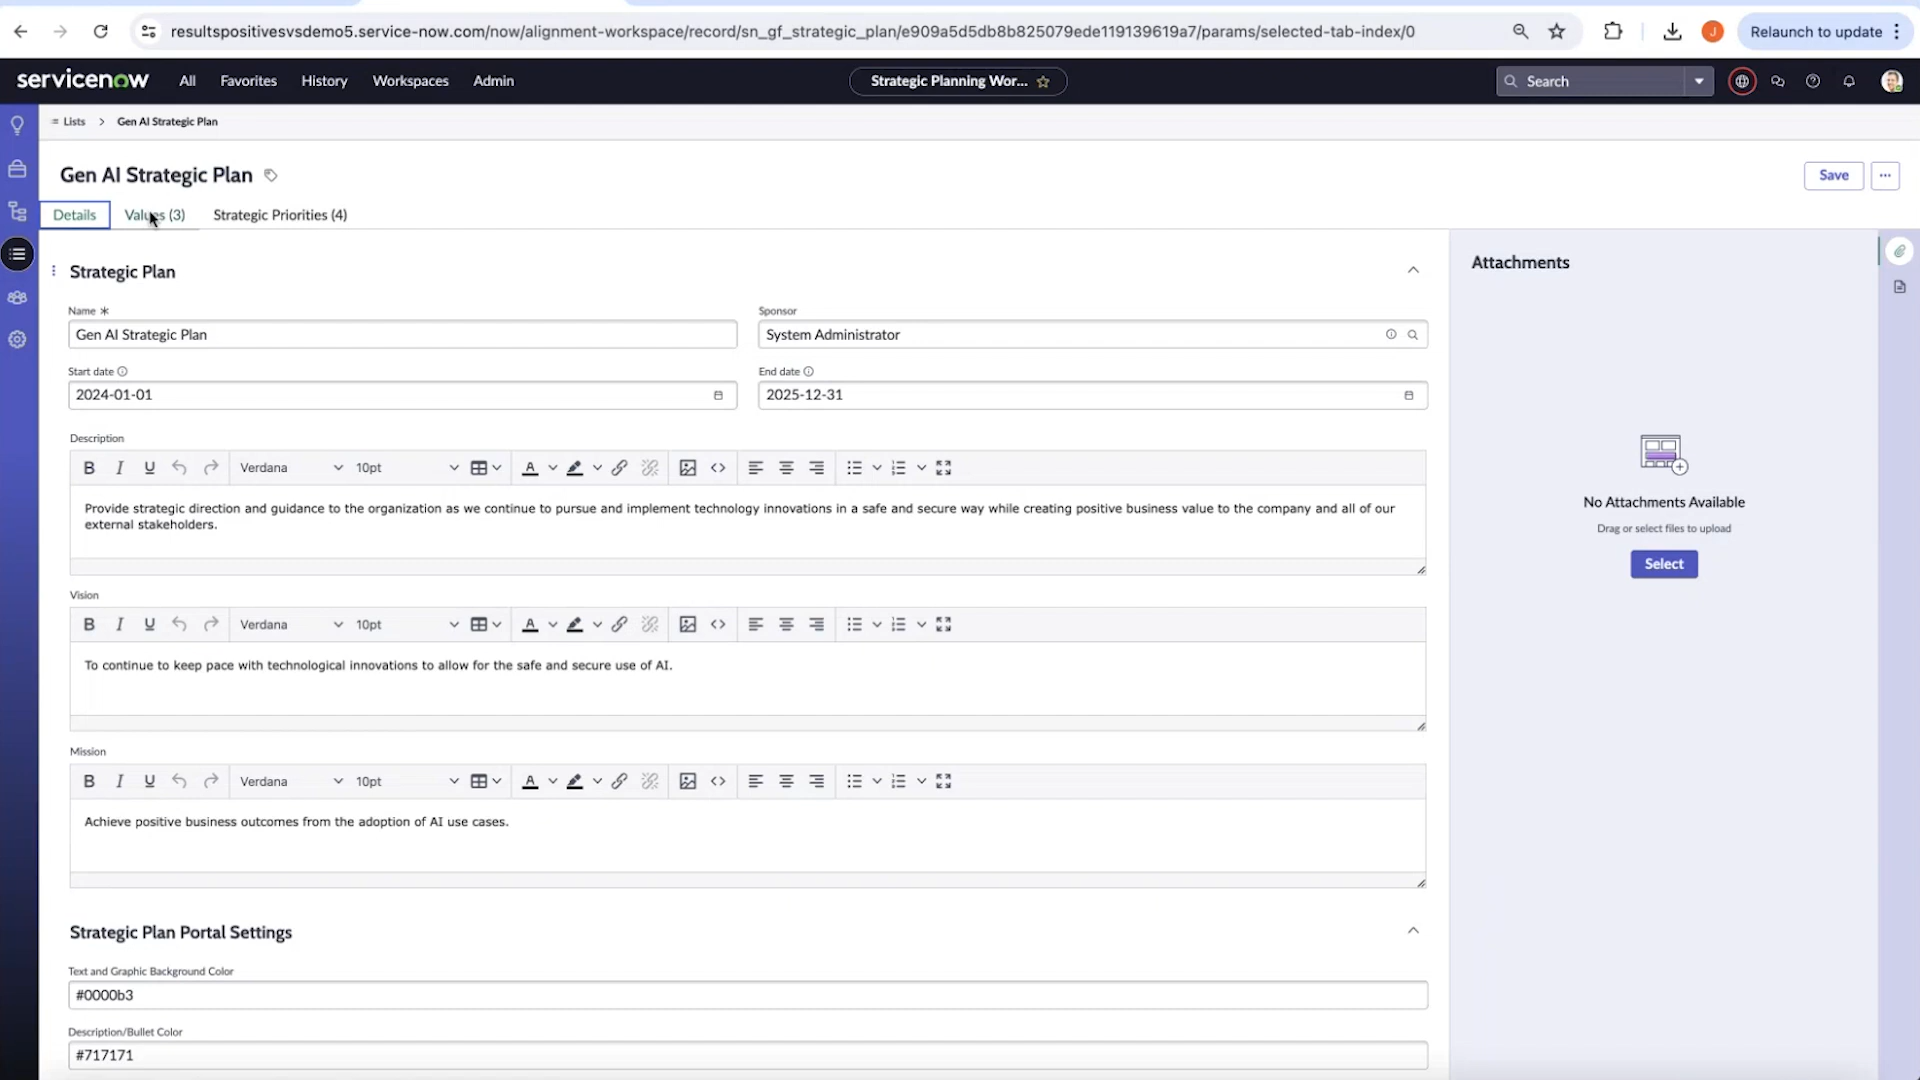 resultspositivesvsdemo5.service-now.com/now/alignment-workspace/record/sn_gf_strategic_plan/e909a5d5db8b825079ede119139619a7/params/selected-tab-index/0
J
Relaunch to update
servicenow
All
Favorites
History
Workspaces
Admin
Strategic Planning Wor...
Search
Lists > Gen AI Strategic Plan
Gen AI Strategic Plan
Save
Details
Values (3)
Strategic Priorities (4)
Strategic Plan
Attachments
Name *
Sponsor
Gen AI Strategic Plan
System Administrator
Start date
End date
2024-01-01
2025-12-31
Description
B I U Verdana 10pt A
Provide strategic direction and guidance to the organization as we continue to pursue and implement technology innovations in a safe and secure way while creating positive business value to the company and all of our
external stakeholders.
No Attachments Available
Drag or select files to upload
Select
Vision
B I U Verdana 10pt A
To continue to keep pace with technological innovations to allow for the safe and secure use of AI.
Mission
B I U Verdana 10pt A
Achieve positive business outcomes from the adoption of AI use cases.
Strategic Plan Portal Settings
Text and Graphic Background Color
#0000b3
Description/Bullet Color
#717171